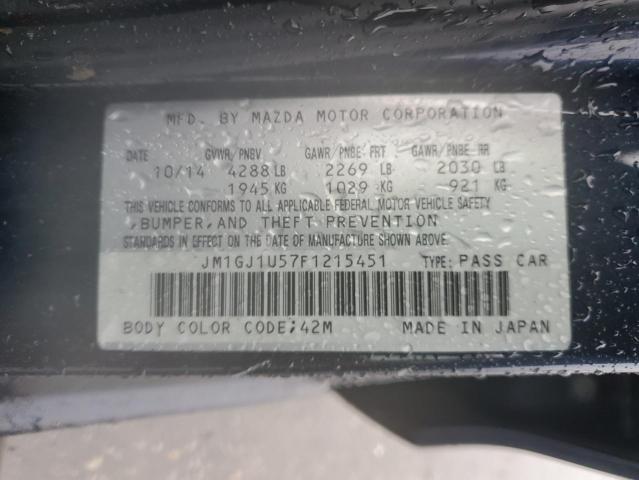 MFD. BY MAZDA MOTOR CORPORATION
DATE GVWR/PNBV GAWR/PNBE FRT GAWR/PNBE RR
10/14 4288 LB 2269 LB 2030 LB
1945 KG 1029 KG 921 KG
THIS VEHICLE CONFORMS TO ALL APPLICABLE FEDERAL MOTOR VEHICLE SAFETY
,BUMPER,AND THEFT PREVENTION
STANDARDS IN EFFECT ON THE DATE OF MANUFACTURE SHOWN ABOVE.
JM1GJ1U57F1215451 TYPE: PASS CAR
BODY COLOR CODE;42M MADE IN JAPAN